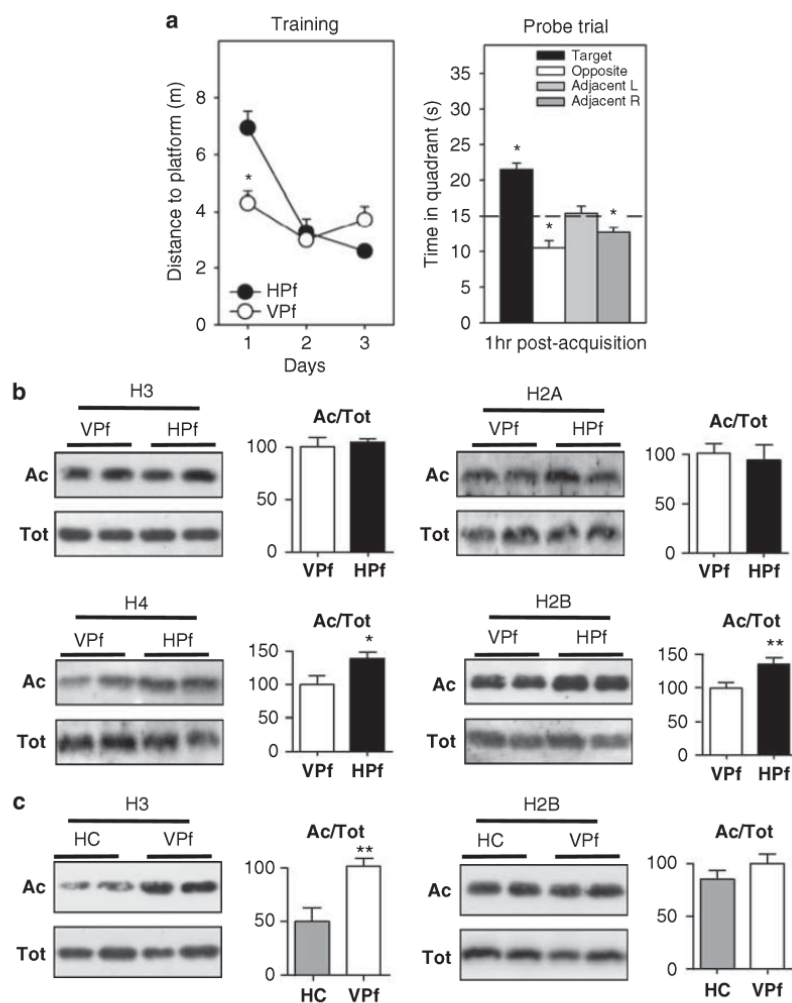 a
Training
Distance to platform (m)
8
6
4
2
0
*
HPf
VPf
1 2 3
Days
Probe trial
Time in quadrant (s)
35
30
25
20
15
10
5
0
Target
Opposite
Adjacent L
Adjacent R
* * *
1hr post-acquisition
b
H3
VPf HPf
Ac
Tot
Ac/Tot
100
50
0
VPf HPf
H2A
VPf HPf
Ac
Tot
Ac/Tot
100
50
0
VPf HPf
H4
VPf HPf
Ac
Tot
Ac/Tot
*
150
100
50
0
VPf HPf
H2B
VPf HPf
Ac
Tot
Ac/Tot
**
150
100
50
0
VPf HPf
c
H3
HC VPf
Ac
Tot
Ac/Tot
**
100
50
0
HC VPf
H2B
HC VPf
Ac
Tot
Ac/Tot
100
50
0
HC VPf